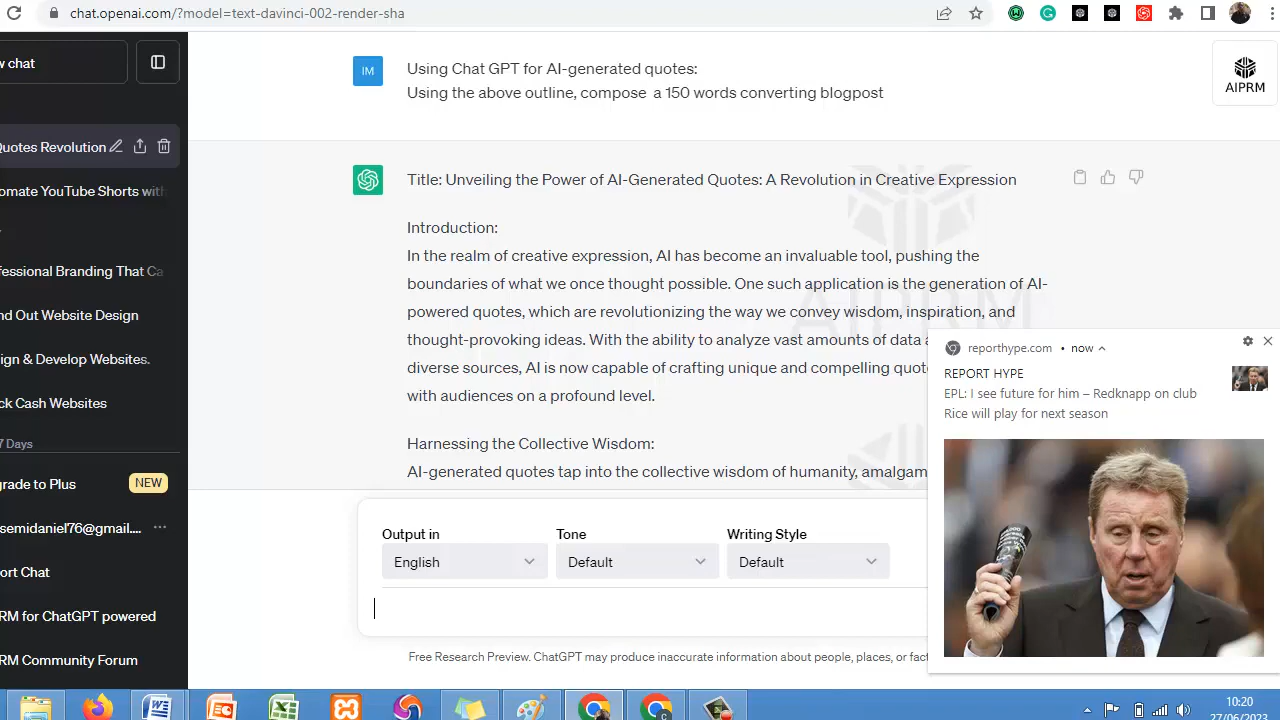 chat.openai.com/?model=text-davinci-002-render-sha
w chat
Quotes Revolution
omate YouTube Shorts with
fessional Branding That Ca
nd Out Website Design
ign & Develop Websites.
ck Cash Websites
7 Days
grade to Plus
NEW
semidaniel76@gmail....
ort Chat
RM for ChatGPT powered
RM Community Forum
IM
Using Chat GPT for AI-generated quotes:
Using the above outline, compose a 150 words converting blogpost
AIPRM
Title: Unveiling the Power of AI-Generated Quotes: A Revolution in Creative Expression
Introduction:
In the realm of creative expression, AI has become an invaluable tool, pushing the
boundaries of what we once thought possible. One such application is the generation of AI-
powered quotes, which are revolutionizing the way we convey wisdom, inspiration, and
thought-provoking ideas. With the ability to analyze vast amounts of data a
diverse sources, AI is now capable of crafting unique and compelling quot
with audiences on a profound level.
Harnessing the Collective Wisdom:
AI-generated quotes tap into the collective wisdom of humanity, amalgam
AIPRM
Output in
Tone
Writing Style
English
Default
Default
Free Research Preview. ChatGPT may produce inaccurate information about people, places, or fact
reporthype.com • now
REPORT HYPE
EPL: I see future for him – Redknapp on club
Rice will play for next season
10:20
27/06/2023